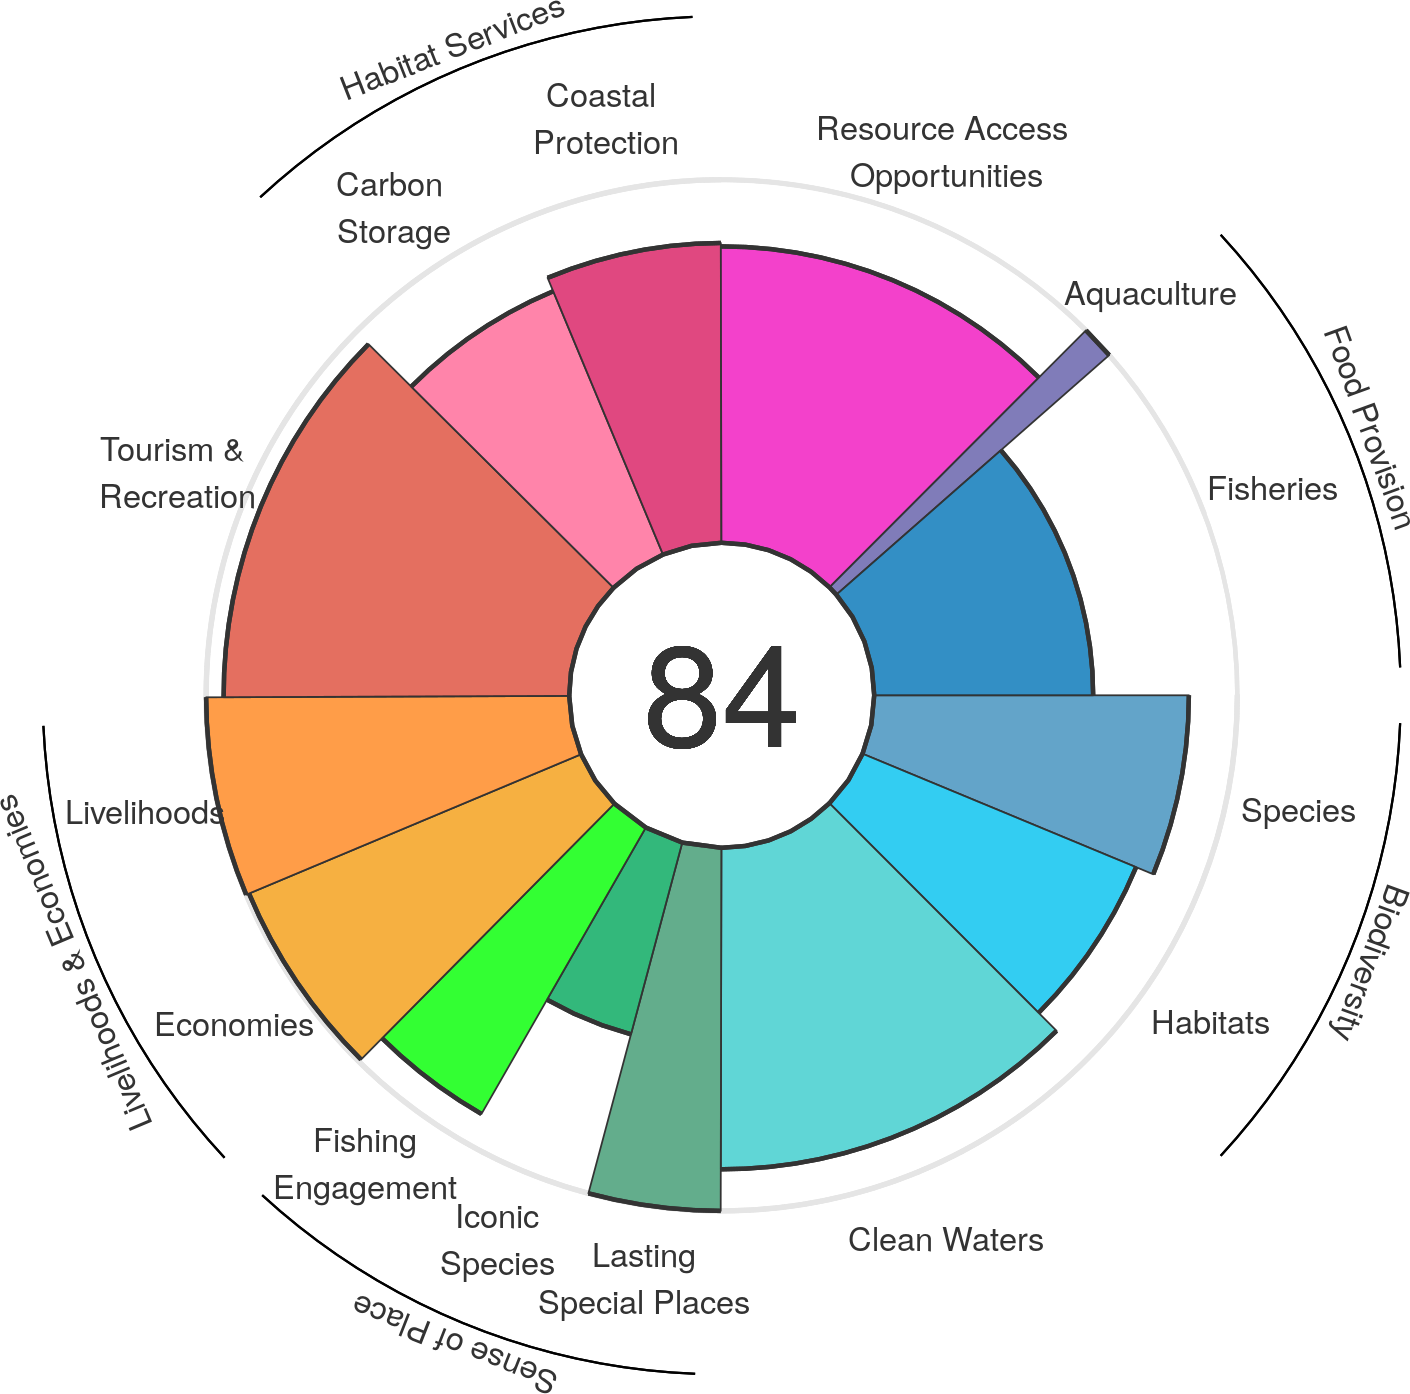 Habitat Services
Coastal
Protection
Resource Access
Opportunities
Carbon
Storage
Aquaculture
Food Provision
Tourism &
Recreation
Fisheries
84
Livelihoods
Species
Livelihoods & Economies
Biodiversity
Economies
Habitats
Fishing
Engagement
Iconic
Species
Lasting
Special Places
Clean Waters
Sense of Place